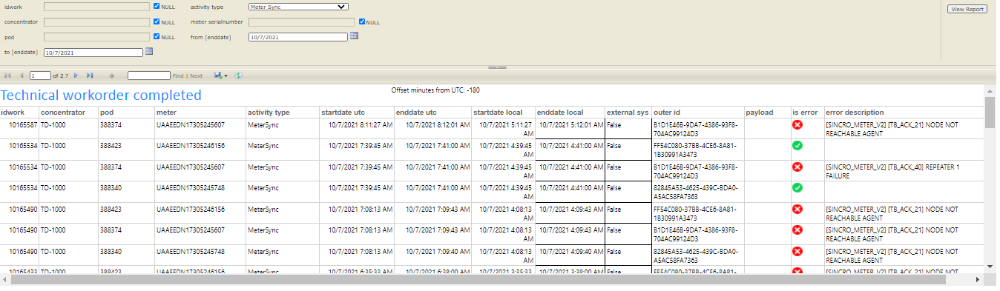 idwork NULL activity type Meter Sync View Report
concentrator NULL meter serialnumber NULL
pod NULL from [enddate] 10/7/2021
to [enddate] 10/7/2021
1 of 2 ? Find | Next
Technical workorder completed Offset minutes from UTC: -180
idwork concentrator pod meter activity type startdate utc enddate utc startdate local enddate local external sys outer id payload is error error description
10165587 TD-1000 388374 UAAEEDN17305245607 MeterSync 10/7/2021 8:11:27 AM 10/7/2021 8:12:01 AM 10/7/2021 5:11:27 10/7/2021 5:12:01 AM False B1D1E46B-9DA7-4386-93F8- [SINCRO_METER_V2] [TB_ACK_21] NODE NOT
AM 704AC99124D3 REACHABLE AGENT
10165534 TD-1000 388423 UAAEEDN17305246156 MeterSync 10/7/2021 7:39:45 AM 10/7/2021 7:41:00 AM 10/7/2021 4:39:45 10/7/2021 4:41:00 AM False FF54C080-37BB-4CE6-8A81-
AM 1B30991A3473
10165534 TD-1000 388374 UAAEEDN17305245607 MeterSync 10/7/2021 7:39:45 AM 10/7/2021 7:41:00 AM 10/7/2021 4:39:45 10/7/2021 4:41:00 AM False B1D1E46B-9DA7-4386-93F8- [SINCRO_METER_V2] [TB_ACK_40] REPEATER 1
AM 704AC99124D3 FAILURE
10165534 TD-1000 388340 UAAEEDN17305245748 MeterSync 10/7/2021 7:39:45 AM 10/7/2021 7:41:00 AM 10/7/2021 4:39:45 10/7/2021 4:41:00 AM False 82845A53-4625-439C-BDA0-
AM A5AC58FA7363
10165490 TD-1000 388423 UAAEEDN17305246156 MeterSync 10/7/2021 7:08:13 AM 10/7/2021 7:09:43 AM 10/7/2021 4:08:13 10/7/2021 4:09:43 AM False FF54C080-37BB-4CE6-8A81- [SINCRO_METER_V2] [TB_ACK_21] NODE NOT
AM 1B30991A3473 REACHABLE AGENT
10165490 TD-1000 388374 UAAEEDN17305245607 MeterSync 10/7/2021 7:08:13 AM 10/7/2021 7:09:43 AM 10/7/2021 4:08:13 10/7/2021 4:09:43 AM False B1D1E46B-9DA7-4386-93F8- [SINCRO_METER_V2] [TB_ACK_21] NODE NOT
AM 704AC99124D3 REACHABLE AGENT
10165490 TD-1000 388340 UAAEEDN17305245748 MeterSync 10/7/2021 7:08:13 AM 10/7/2021 7:09:40 AM 10/7/2021 4:08:13 10/7/2021 4:09:40 AM False 82845A53-4625-439C-BDA0- [SINCRO_METER_V2] [TB_ACK_21] NODE NOT
AM A5AC58FA7363 REACHABLE AGENT
10165433 TD-1000 388423 UAAEEDN17305246156 MeterSync 10/7/2021 6:35:33 AM 10/7/2021 6:38:00 AM 10/7/2021 3:35:33 10/7/2021 3:38:00 AM False FF54C080-37BB-4CE6-8A81- [SINCRO_METER_V2] [TB_ACK_21] NODE NOT